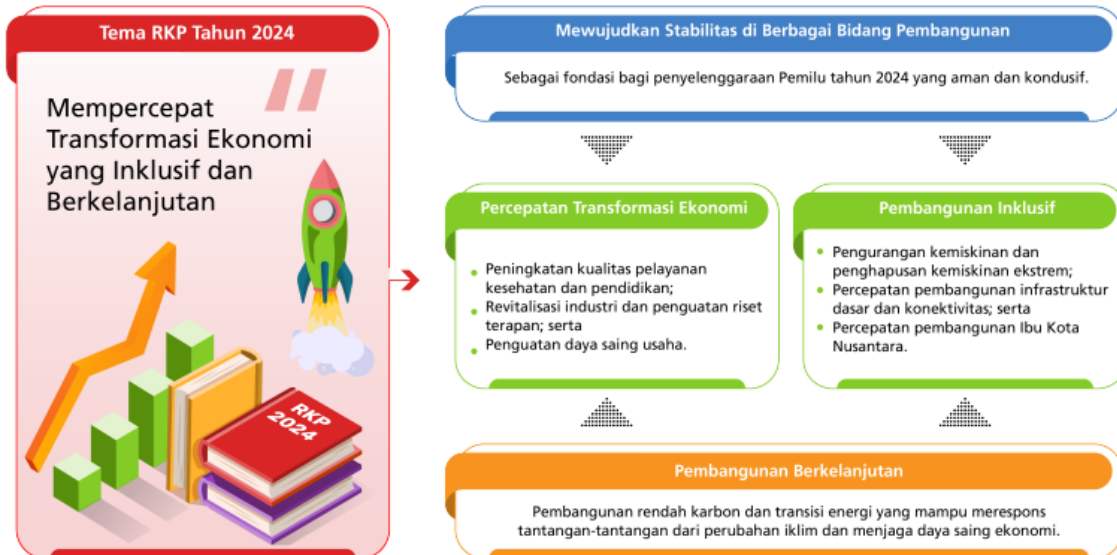 Tema RKP Tahun 2024
Mempercepat
Transformasi Ekonomi
yang Inklusif dan
Berkelanjutan
RKP
2024
Mewujudkan Stabilitas di Berbagai Bidang Pembangunan
Sebagai fondasi bagi penyelenggaraan Pemilu tahun 2024 yang aman dan kondusif.
Percepatan Transformasi Ekonomi
• Peningkatan kualitas pelayanan
kesehatan dan pendidikan;
• Revitalisasi industri dan penguatan riset
terapan; serta
• Penguatan daya saing usaha.
Pembangunan Inklusif
• Pengurangan kemiskinan dan
penghapusan kemiskinan ekstrem;
• Percepatan pembangunan infrastruktur
dasar dan konektivitas; serta
• Percepatan pembangunan Ibu Kota
Nusantara.
Pembangunan Berkelanjutan
Pembangunan rendah karbon dan transisi energi yang mampu merespons
tantangan-tantangan dari perubahan iklim dan menjaga daya saing ekonomi.